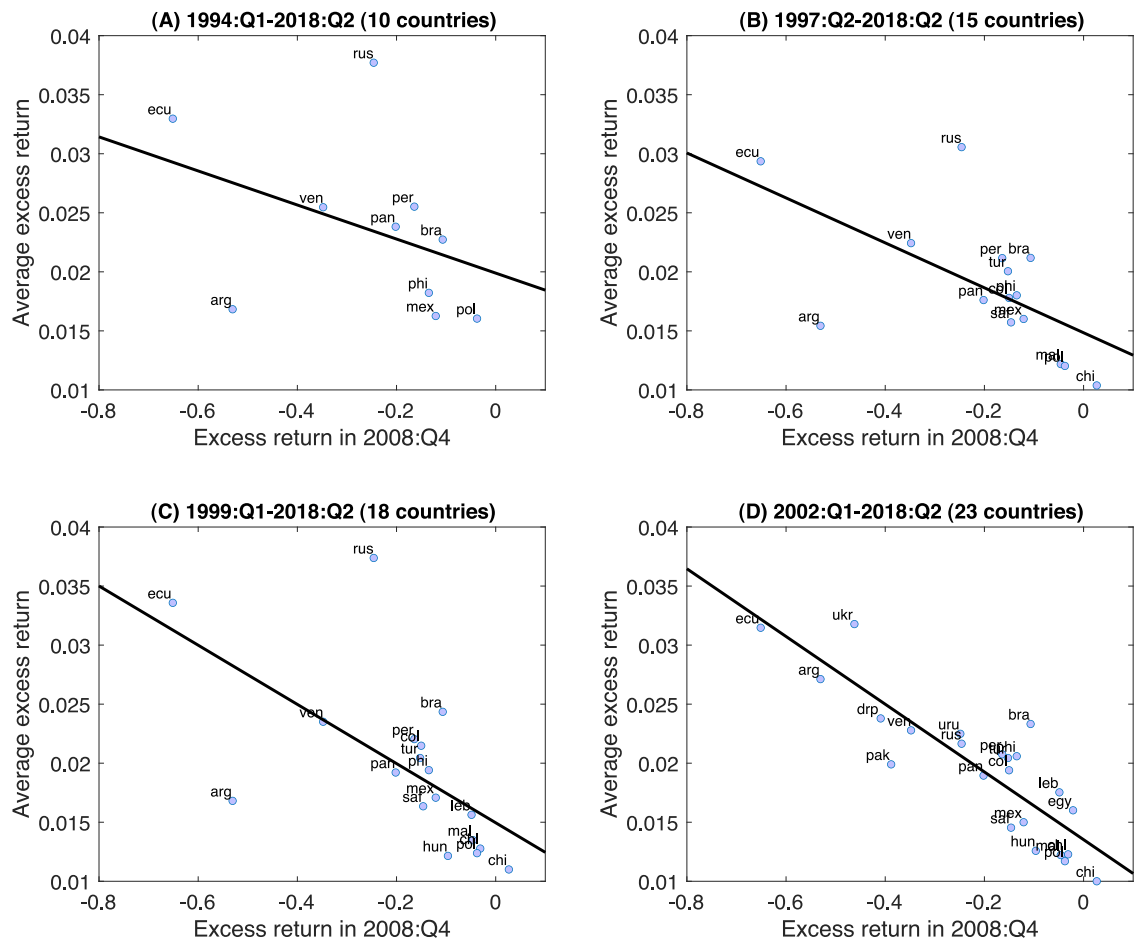 (A) 1994:Q1-2018:Q2 (10 countries)
0.04
0.035
0.03
0.025
0.02
0.015
0.01
Average excess return
rus
ecu
ven
per
pan
bra
phi
arg
mex
pol
-0.8
-0.6
-0.4
-0.2
0
Excess return in 2008:Q4
(B) 1997:Q2-2018:Q2 (15 countries)
0.04
0.035
0.03
0.025
0.02
0.015
0.01
Average excess return
rus
ecu
ven
per
bra
tur
phi
col
pan
mex
saf
arg
mal
pol
chi
-0.8
-0.6
-0.4
-0.2
0
Excess return in 2008:Q4
(C) 1999:Q1-2018:Q2 (18 countries)
0.04
0.035
0.03
0.025
0.02
0.015
0.01
Average excess return
rus
ecu
bra
ven
per
col
tur
phi
pan
mex
saf
arg
leb
mal
pol
hun
chi
-0.8
-0.6
-0.4
-0.2
0
Excess return in 2008:Q4
(D) 2002:Q1-2018:Q2 (23 countries)
0.04
0.035
0.03
0.025
0.02
0.015
0.01
Average excess return
ukr
ecu
arg
drp
ven
uru
rus
bra
per
tur
phi
pak
col
pan
leb
egy
mex
saf
hun
pol
chi
-0.8
-0.6
-0.4
-0.2
0
Excess return in 2008:Q4